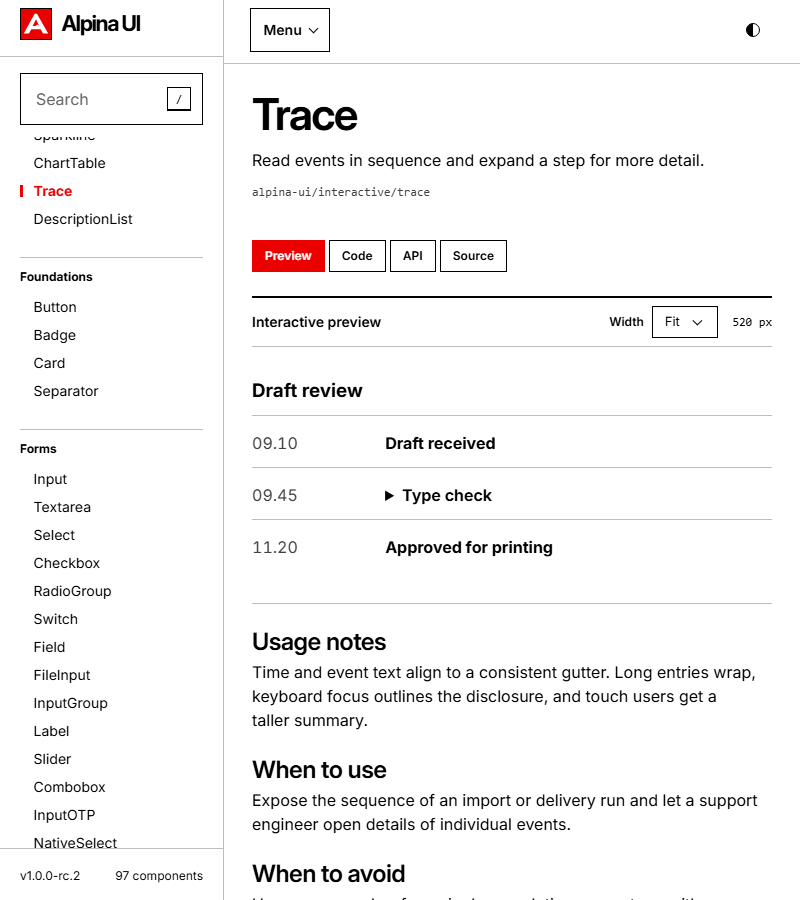 Alpina UI
Search /
Sparkline
ChartTable
Trace
DescriptionList
Foundations
Button
Badge
Card
Separator
Forms
Input
Textarea
Select
Checkbox
RadioGroup
Switch
Field
FileInput
InputGroup
Label
Slider
Combobox
InputOTP
NativeSelect
v1.0.0-rc.2 97 components
Menu
Trace
Read events in sequence and expand a step for more detail.
alpina-ui/interactive/trace
Preview Code API Source
Interactive preview Width Fit 520 px
Draft review
09.10 Draft received
09.45 Type check
11.20 Approved for printing
Usage notes
Time and event text align to a consistent gutter. Long entries wrap,
keyboard focus outlines the disclosure, and touch users get a
taller summary.
When to use
Expose the sequence of an import or delivery run and let a support
engineer open details of individual events.
When to avoid